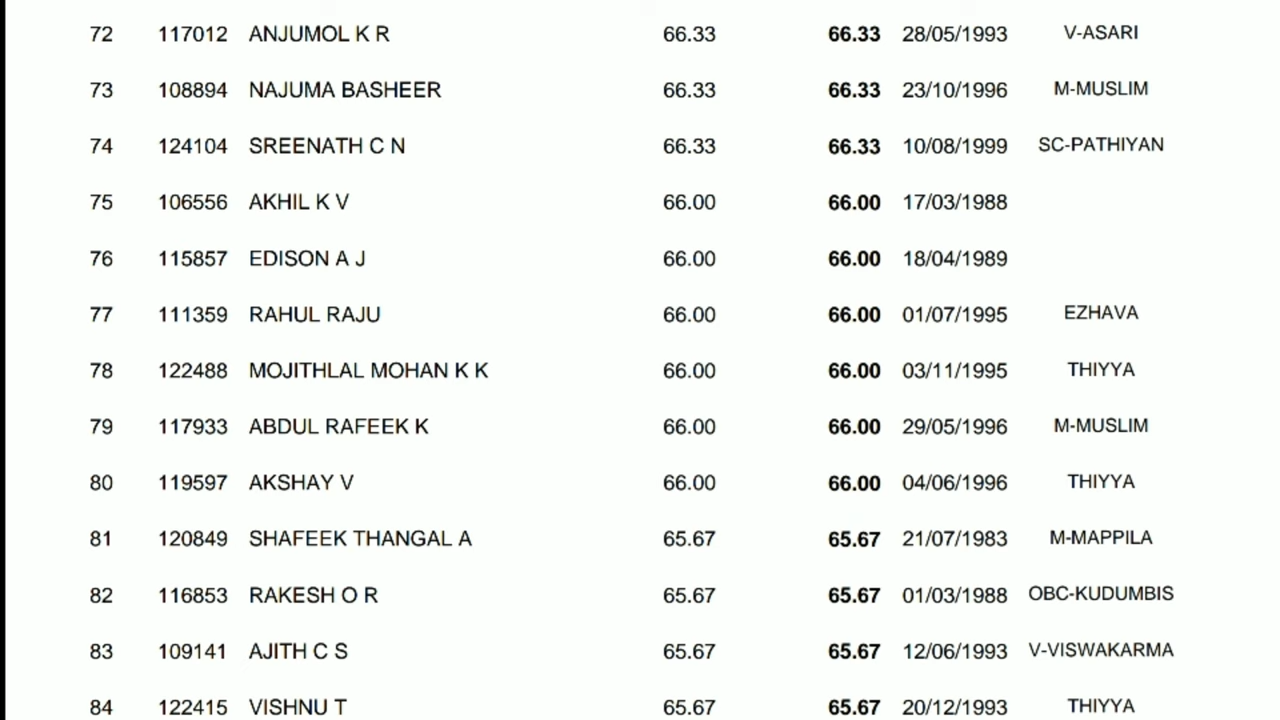 72 117012 ANJUMOL K R 66.33 66.33 28/05/1993 V-ASARI
73 108894 NAJUMA BASHEER 66.33 66.33 23/10/1996 M-MUSLIM
74 124104 SREENATH C N 66.33 66.33 10/08/1999 SC-PATHIYAN
75 106556 AKHIL K V 66.00 66.00 17/03/1988
76 115857 EDISON A J 66.00 66.00 18/04/1989
77 111359 RAHUL RAJU 66.00 66.00 01/07/1995 EZHAVA
78 122488 MOJITHLAL MOHAN K K 66.00 66.00 03/11/1995 THIYYA
79 117933 ABDUL RAFEEK K 66.00 66.00 29/05/1996 M-MUSLIM
80 119597 AKSHAY V 66.00 66.00 04/06/1996 THIYYA
81 120849 SHAFEEK THANGAL A 65.67 65.67 21/07/1983 M-MAPPILA
82 116853 RAKESH O R 65.67 65.67 01/03/1988 OBC-KUDUMBIS
83 109141 AJITH C S 65.67 65.67 12/06/1993 V-VISWAKARMA
84 122415 VISHNU T 65.67 65.67 20/12/1993 THIYYA